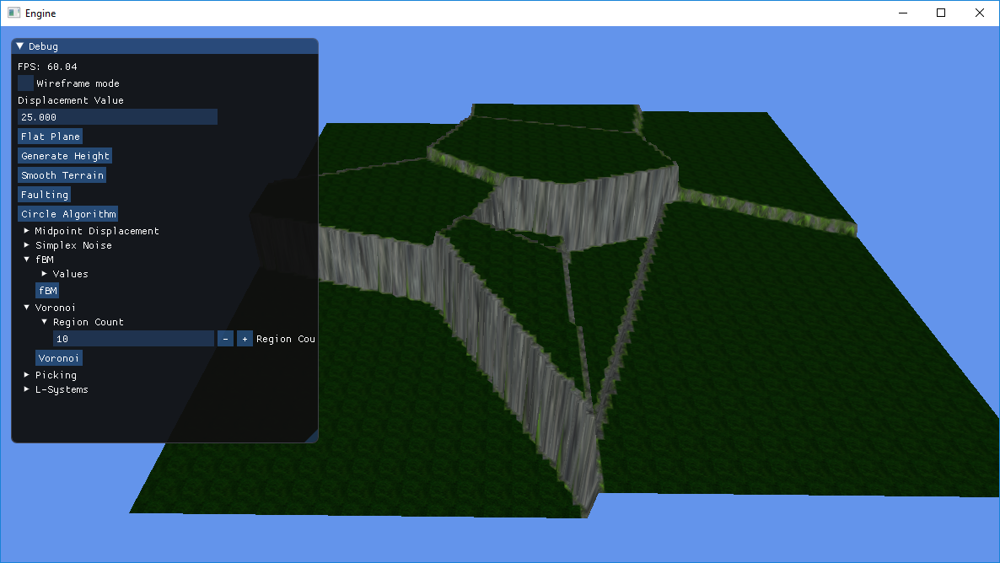 Engine
Debug
FPS: 60.04
Wireframe mode
Displacement Value
25.000
Flat Plane
Generate Height
Smooth Terrain
Faulting
Circle Algorithm
Midpoint Displacement
Simplex Noise
fBM
Values
fBM
Voronoi
Region Count
10 - + Region Cou
Voronoi
Picking
L-Systems